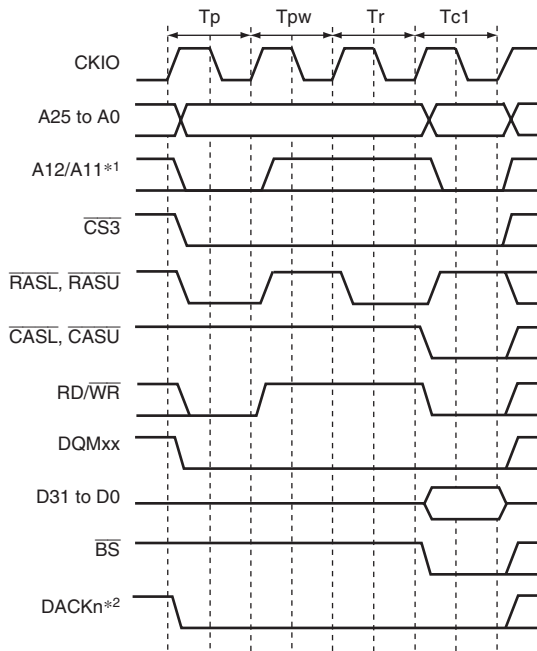 Tp Tpw Tr Tc1
CKIO
A25 to A0
A12/A11*1
CS3
RASL, RASU
CASL, CASU
RD/WR
DQMxx
D31 to D0
BS
DACKn*2